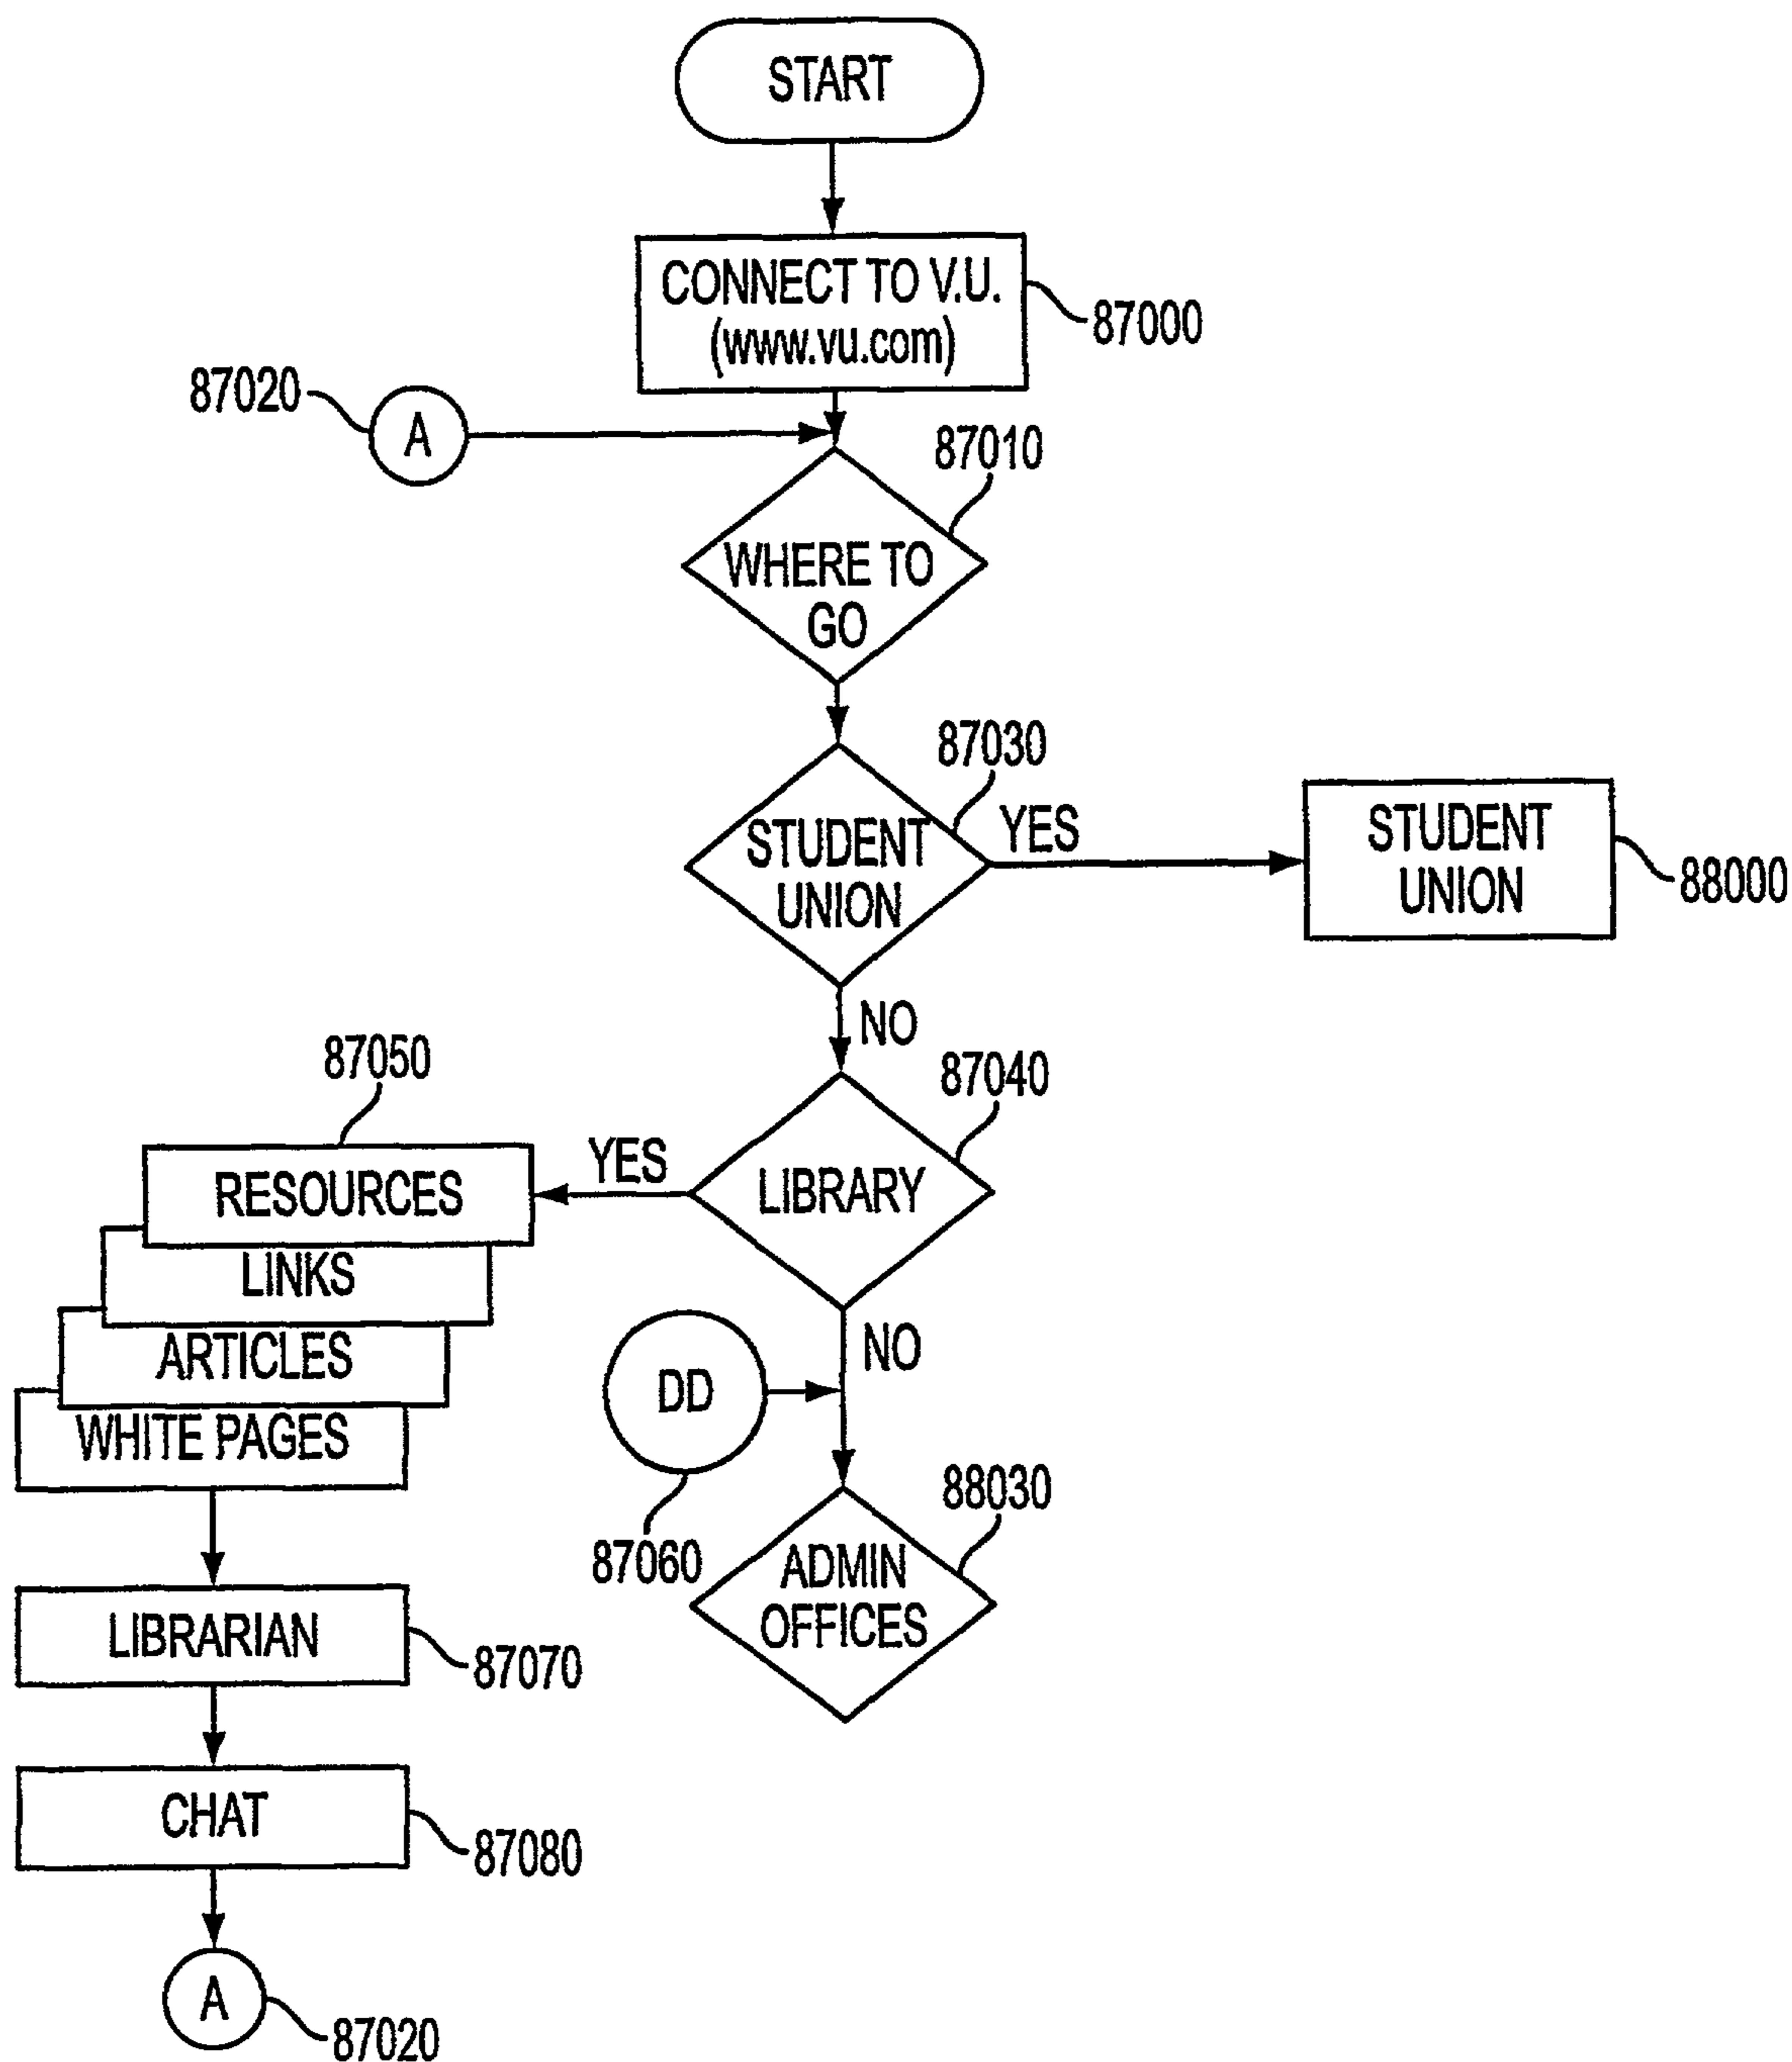 START
CONNECT TO V.U.
(www.vu.com)
87000
87020
A
87010
WHERE TO
GO
87030
STUDENT
UNION
YES
STUDENT
UNION
88000
NO
87050
87040
RESOURCES
YES
LIBRARY
LINKS
ARTICLES
WHITE PAGES
NO
DD
87060
88030
ADMIN
OFFICES
LIBRARIAN
87070
CHAT
87080
A
87020